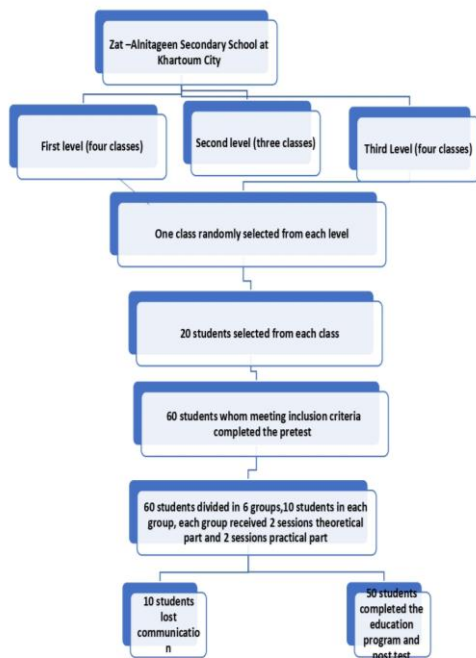 Zat –Alnitageen Secondary School at
Khartoum City
First level (four classes)
Second level (three classes)
Third Level (four classes)
One class randomly selected from each level
20 students selected from each class
60 students whom meeting inclusion criteria
completed the pretest
60 students divided in 6 groups,10 students in each
group, each group received 2 sessions theoretical
part and 2 sessions practical part
10 students
lost
communicatio
n
50 students
completed the
education
program and
post test